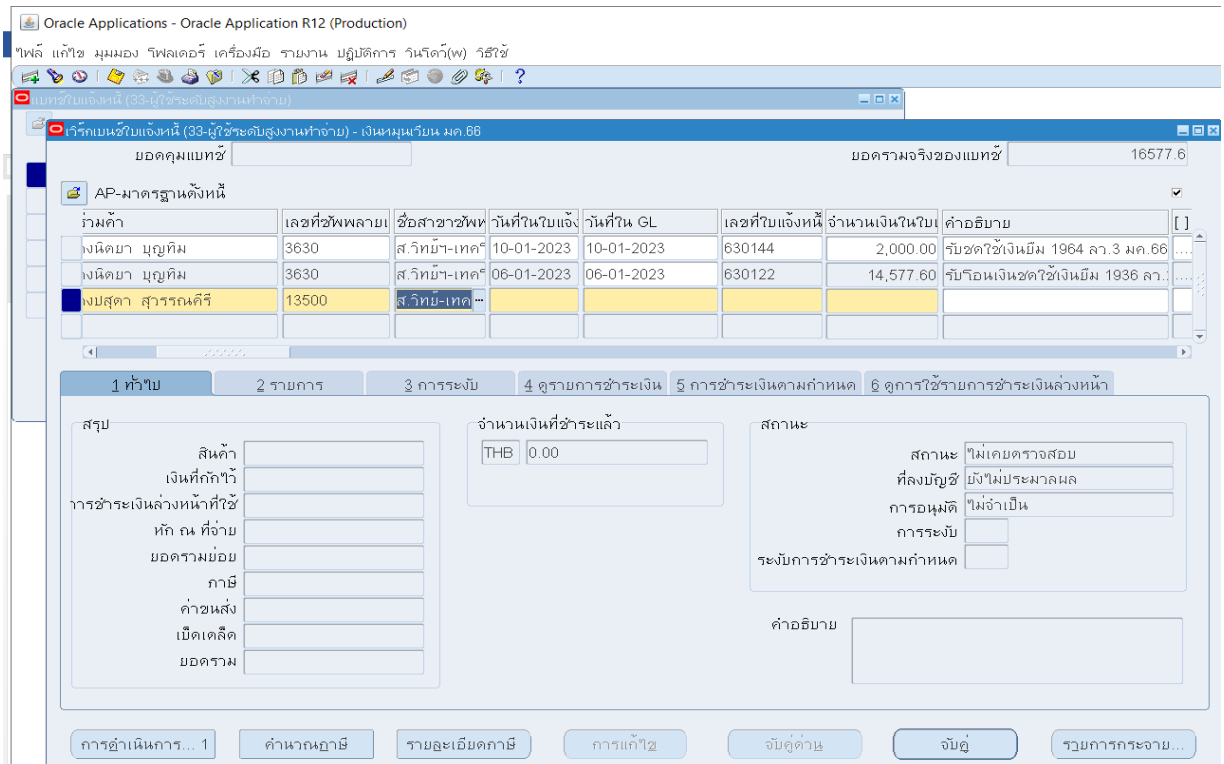 Oracle Applications - Oracle Application R12 (Production)
ไฟล์ แก้ไข มุมมอง โฟลเดอร์ เครื่องมือ รายงาน ปฏิบัติการ วินโดว์(w) วิธีใช้
แบทช์ใบแจ้งหนี้ (33-ผู้ใช้ระดับสูงงานทำจ่าย)
เวิร์กเบนช์ใบแจ้งหนี้ (33-ผู้ใช้ระดับสูงงานทำจ่าย) - เงินหมุนเวียน มค.66
ยอดคุมแบทช์ ยอดรวมจริงของแบทช์ 16577.6
AP-มาตรฐานดังหนี้
ร่วมค้า เลขที่ซัพพลายเ ชื่อสาขาซัพพ วันที่ในใบแจ้ง วันที่ใน GL เลขที่ใบแจ้งหนี้ จำนวนเงินในใบแ คำอธิบาย [ ]
างนิตยา บุญทิม 3630 ส.วิทย์ฯ-เทค 10-01-2023 10-01-2023 630144 2,000.00 รับชดใช้เงินยืม 1964 ลา.3 มค.66
างนิตยา บุญทิม 3630 ส.วิทย์ฯ-เทค 06-01-2023 06-01-2023 630122 14,577.60 รับโอนเงินชดใช้เงินยืม 1936 ลา.
างปสุตา สุวรรณคีรี 13500 ส.วิทย์-เทค
1 ทั่วไป 2 รายการ 3 การระงับ 4 ดูรายการชำระเงิน 5 การชำระเงินตามกำหนด 6 ดูการใช้รายการชำระเงินล่วงหน้า
สรุป จำนวนเงินที่ชำระแล้ว สถานะ
สินค้า THB 0.00 สถานะ ไม่เคยตรวจสอบ
เงินที่กักไว้ ที่ลงบัญชี ยังไม่ประมวลผล
การชำระเงินล่วงหน้าที่ใช้ การอนุมัติ ไม่จำเป็น
หัก ณ ที่จ่าย การระงับ
ยอดรวมย่อย ระงับการชำระเงินตามกำหนด
ภาษี
ค่าขนส่ง คำอธิบาย
เบ็ดเตล็ด
ยอดรวม
การดำเนินการ... 1 คำนวณภาษี รายละเอียดภาษี การแก้ไข จับคู่ด่วน จับคู่ รวมการกระจาย...